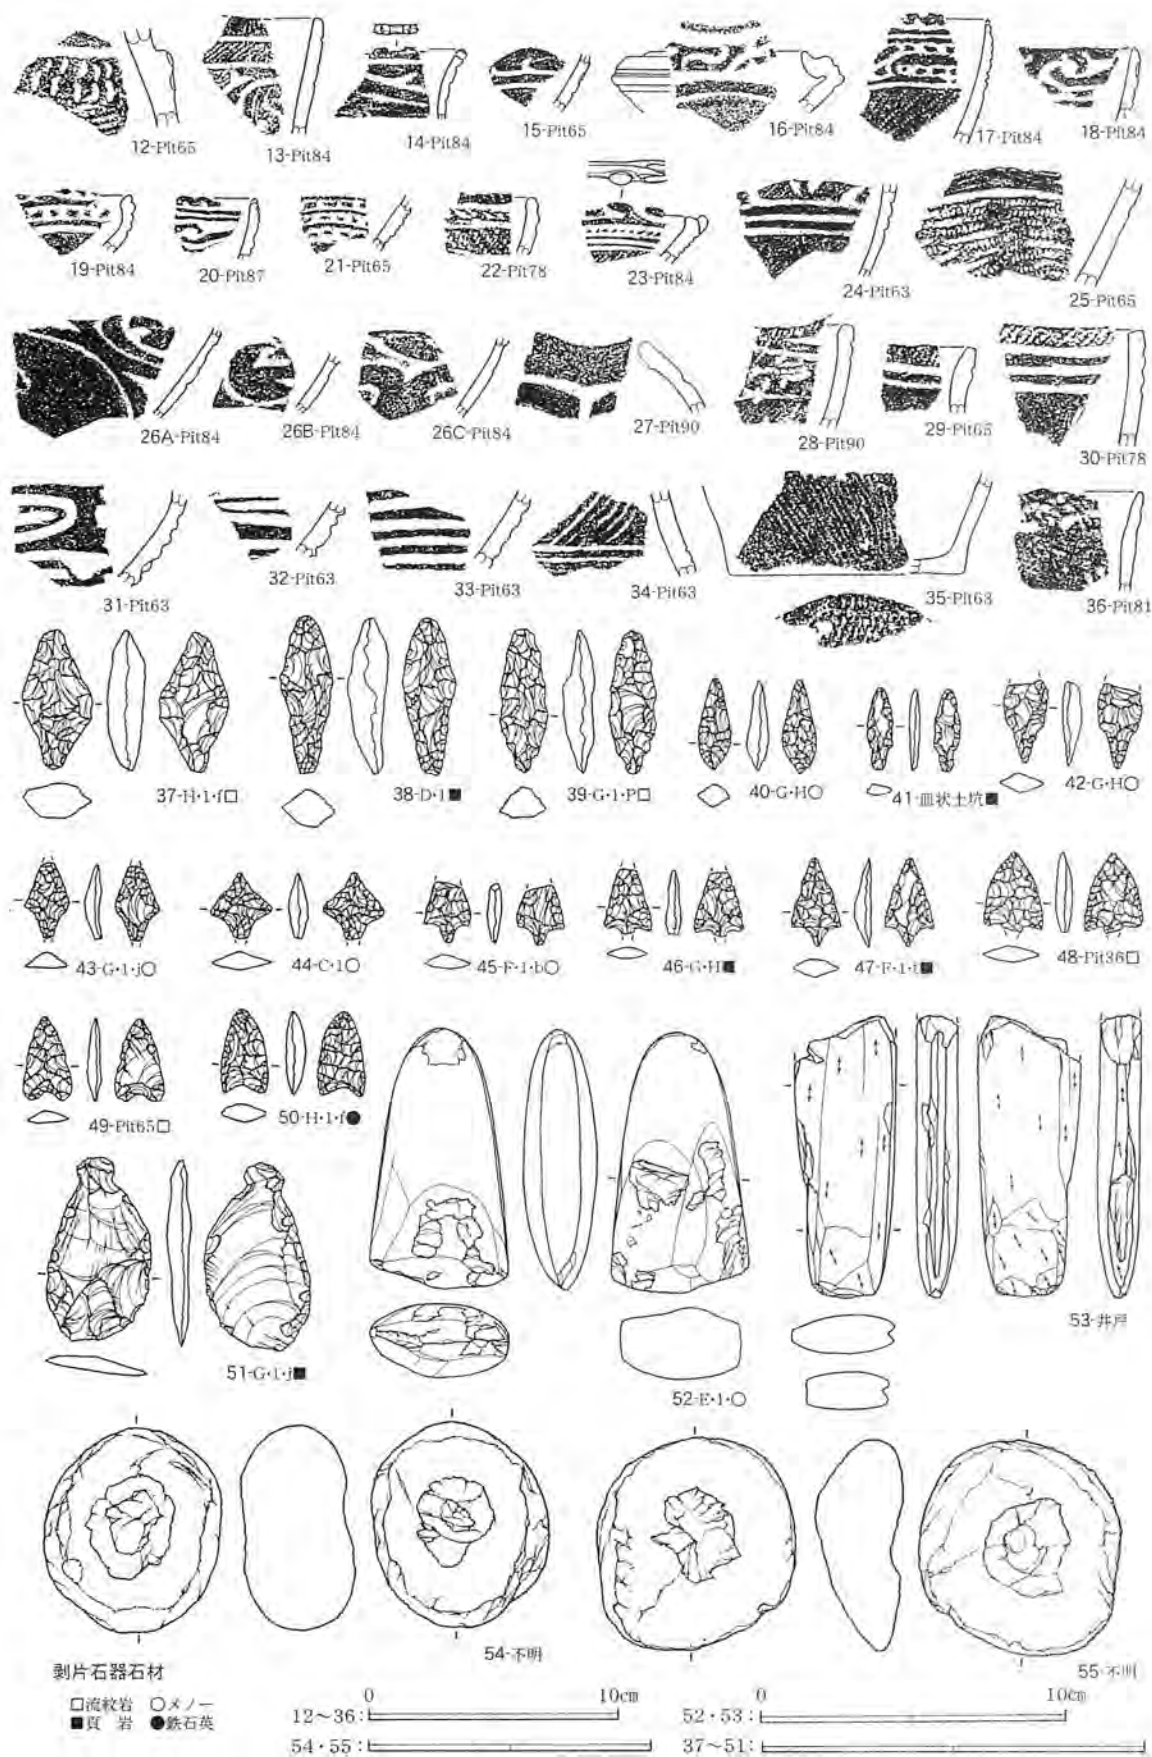 12-Pit65
13-Pit84
14-Pit84
15-Pit65
16-Pit84
17-Pit84
18-Pit84
19-Pit84
20-Pit87
21-Pit65
22-Pit78
23-Pit84
24-Pit63
25-Pit65
26A-Pit84
26B-Pit84
26C-Pit84
27-Pit90
28-Pit90
29-Pit65
30-Pit78
31-Pit63
32-Pit63
33-Pit63
34-Pit63
35-Pit63
36-Pit81
37-H・1・f□
38-D・1■
39-G・1・P□
40-G・H○
41-皿状土坑■
42-G・H○
43-G・1・j○
44-C・1○
45-F・1・b○
46-G・H■
47-F・1・t■
48-Pit36□
49-Pit65□
50-H・1・f●
51-G・1・j■
52-E・1・○
53-井戸
54-不明
55-不明
剥片石器石材
□流紋岩 ○メノー
■頁 岩 ●鉄石英
0 10cm
12～36：
54・55：
0 10cm
52・53：
37～51：